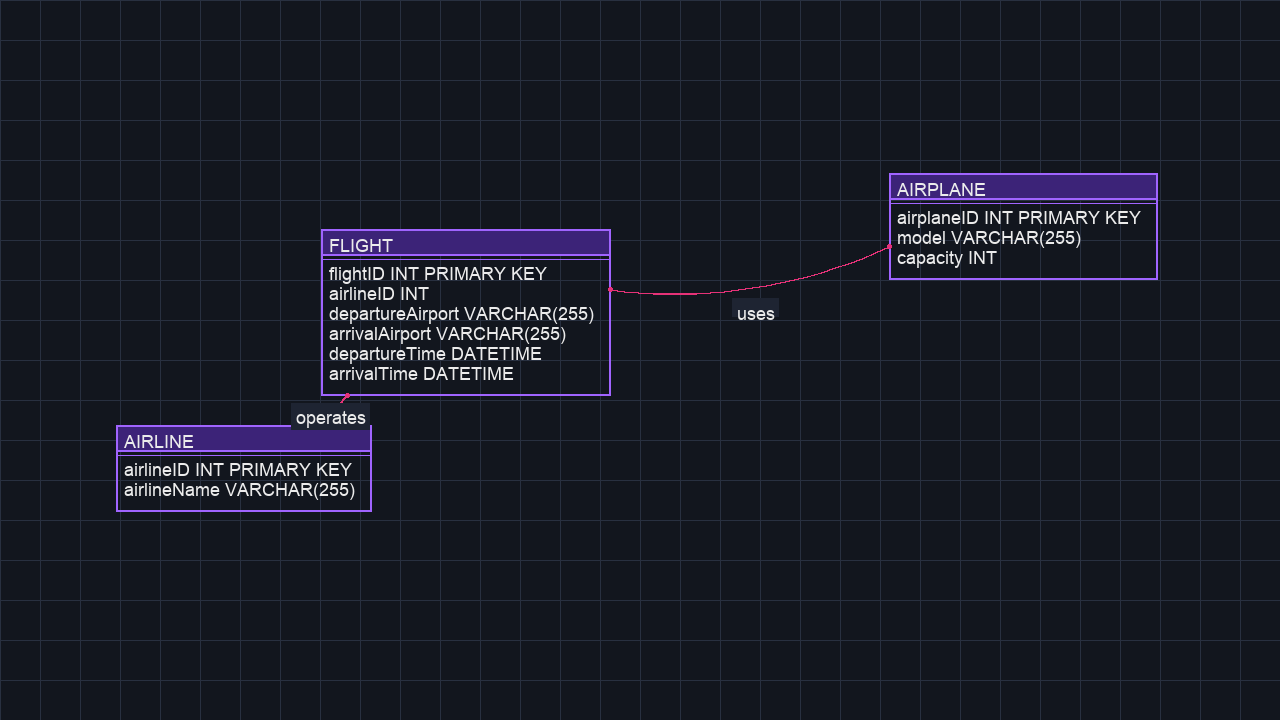 AIRPLANE
airplaneID INT PRIMARY KEY
model VARCHAR(255)
capacity INT
FLIGHT
flightID INT PRIMARY KEY
airlineID INT
departureAirport VARCHAR(255)
arrivalAirport VARCHAR(255)
departureTime DATETIME
arrivalTime DATETIME
uses
operates
AIRLINE
airlineID INT PRIMARY KEY
airlineName VARCHAR(255)